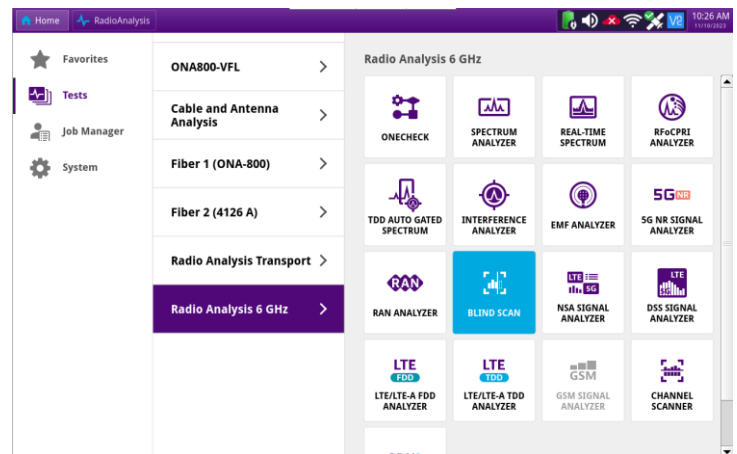 Home
RadioAnalysis
10:26 AM
11/10/2023
Favorites
Tests
Job Manager
System
ONA800-VFL
Cable and Antenna
Analysis
Fiber 1 (ONA-800)
Fiber 2 (4126 A)
Radio Analysis Transport
Radio Analysis 6 GHz
Radio Analysis 6 GHz
ONECHECK
SPECTRUM
ANALYZER
REAL-TIME
SPECTRUM
RFoCPRI
ANALYZER
TDD AUTO GATED
SPECTRUM
INTERFERENCE
ANALYZER
EMF ANALYZER
5G NR
5G NR SIGNAL
ANALYZER
RAN
RAN ANALYZER
BLIND SCAN
LTE
5G
NSA SIGNAL
ANALYZER
LTE
5G
DSS SIGNAL
ANALYZER
LTE
FDD
LTE/LTE-A FDD
ANALYZER
LTE
TDD
LTE/LTE-A TDD
ANALYZER
GSM
GSM SIGNAL
ANALYZER
CHANNEL
SCANNER